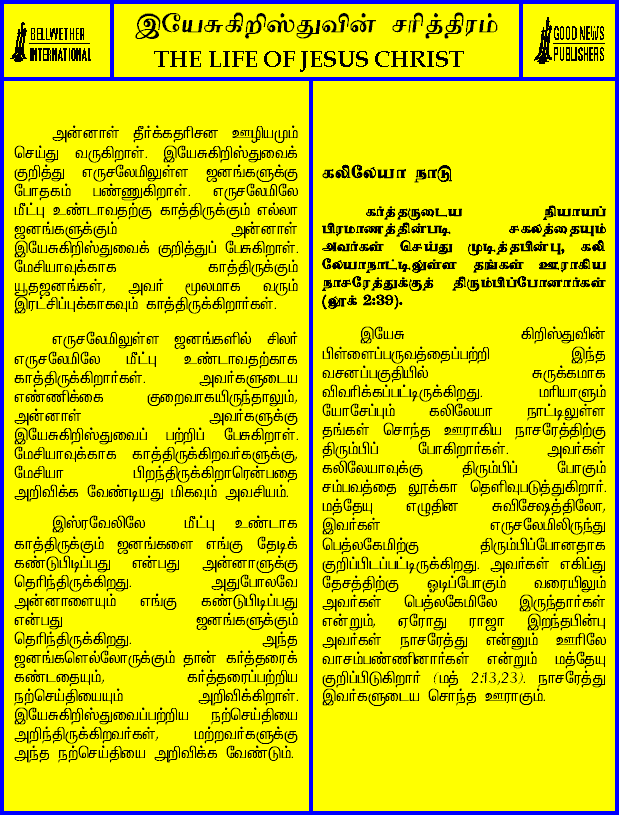 BELLWETHER
INTERNATIONAL
இயேசுகிறிஸ்துவின் சரித்திரம்
THE LIFE OF JESUS CHRIST
GOOD NEWS
PUBLISHERS
அன்னாள் தீர்க்கதரிசன ஊழியமும்
செய்து வருகிறாள். இயேசுகிறிஸ்துவைக்
குறித்து எருசலேமிலுள்ள ஜனங்களுக்கு
போதகம் பண்ணுகிறாள். எருசலேமிலே
மீட்பு உண்டாவதற்கு காத்திருக்கும் எல்லா
ஜனங்களுக்கும் அன்னாள்
இயேசுகிறிஸ்துவைக் குறித்துப் பேசுகிறாள்.
மேசியாவுக்காக காத்திருக்கும்
யூதஜனங்கள், அவர் மூலமாக வரும்
இரட்சிப்புக்காகவும் காத்திருக்கிறார்கள்.
எருசலேமிலுள்ள ஜனங்களில் சிலர்
எருசலேமிலே மீட்பு உண்டாவதற்காக
காத்திருக்கிறார்கள். அவர்களுடைய
எண்ணிக்கை குறைவாகயிருந்தாலும்,
அன்னாள் அவர்களுக்கு
இயேசுகிறிஸ்துவைப் பற்றிப் பேசுகிறாள்.
மேசியாவுக்காக காத்திருக்கிறவர்களுக்கு,
மேசியா பிறந்திருக்கிறாரென்பதை
அறிவிக்க வேண்டியது மிகவும் அவசியம்.
இஸ்ரவேலிலே மீட்பு உண்டாக
காத்திருக்கும் ஜனங்களை எங்கு தேடிக்
கண்டுபிடிப்பது என்பது அன்னாளுக்கு
தெரிந்திருக்கிறது. அதுபோலவே
அன்னாளையும் எங்கு கண்டுபிடிப்பது
என்பது ஜனங்களுக்கும்
தெரிந்திருக்கிறது. அந்த
ஜனங்களெல்லோருக்கும் தான் கர்த்தரைக்
கண்டதையும், கர்த்தரைப்பற்றிய
நற்செய்தியையும் அறிவிக்கிறாள்.
இயேசுகிறிஸ்துவைப்பற்றிய நற்செய்தியை
அறிந்திருக்கிறவர்கள், மற்றவர்களுக்கு
அந்த நற்செய்தியை அறிவிக்க வேண்டும்.
கலிலேயா நாடு
கர்த்தருடைய நியாயப்
பிரமாணத்தின்படி சகலத்தையும்
அவர்கள் செய்து முடித்தபின்பு, கலி
லேயாநாட்டிலுள்ள தங்கள் ஊராகிய
நாசரேத்துக்குத் திரும்பிப்போனார்கள்
(லூக் 2:39).
இயேசு கிறிஸ்துவின்
பிள்ளைப்பருவத்தைப்பற்றி இந்த
வசனப்பகுதியில் சுருக்கமாக
விவரிக்கப்பட்டிருக்கிறது. மரியாளும்
யோசேப்பும் கலிலேயா நாட்டிலுள்ள
தங்கள் சொந்த ஊராகிய நாசரேத்திற்கு
திரும்பிப் போகிறார்கள். அவர்கள்
கலிலேயாவுக்கு திரும்பிப் போகும்
சம்பவத்தை லூக்கா தெளிவுபடுத்துகிறார்.
மத்தேயு எழுதின சுவிசேஷத்திலோ,
இவர்கள் எருசலேமிலிருந்து
பெத்லகேமிற்கு திரும்பிப்போனதாக
குறிப்பிடப்பட்டிருக்கிறது. அவர்கள் எகிப்து
தேசத்திற்கு ஓடிப்போகும் வரையிலும்
அவர்கள் பெத்லகேமிலே இருந்தார்கள்
என்றும், ஏரோது ராஜா இறந்தபின்பு
அவர்கள் நாசரேத்து என்னும் ஊரிலே
வாசம்பண்ணினார்கள் என்றும் மத்தேயு
குறிப்பிடுகிறார் (மத் 2:13,23). நாசரேத்து
இவர்களுடைய சொந்த ஊராகும்.